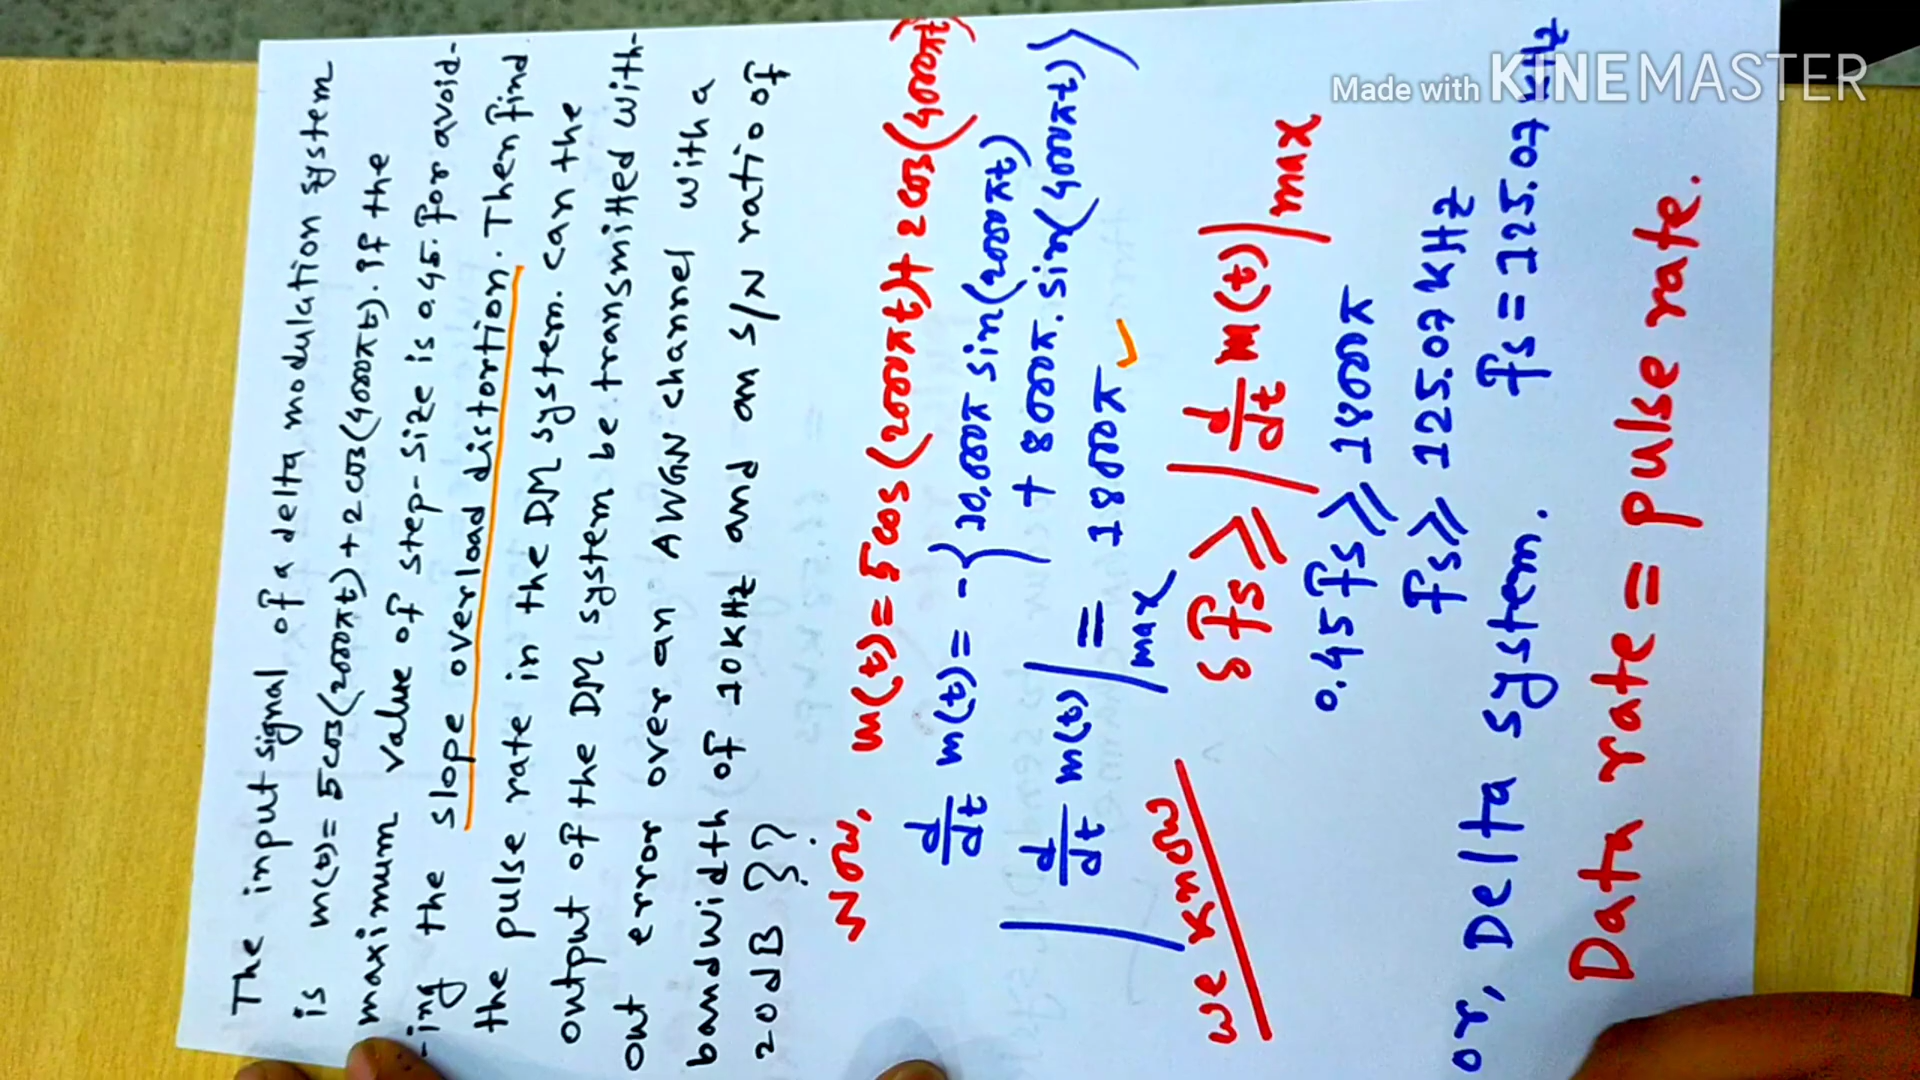 The input signal of a delta modulation system
is m(t)= 5cos(2000πt)+2cos(4000πt). If the
maximum value of step-size is 0.45. For avoid-
-ing the slope overload distortion. Then find
the pulse rate in the DM system. can the
output of the DM system be transmitted with-
out error over an AWGN channel with a
bandwidth of 10kHz and an S/N ratio of
20dB ??
Now, m(t)= 5cos(2000πt)+ 2cos(4000πt)
d/dt m(t)= -{10,000π sin(2000πt)
+ 8000π.sin(4000πt)}
|d/dt m(t)|max = 18000π ✓
we know
δfs ≥ |d/dt m(t)|max
0.45fs ≥ 18000π
fs ≥ 125.07 kHz
or, Delta system. fs = 125.07 kHz
Data rate = pulse rate.
Made with KINEMASTER